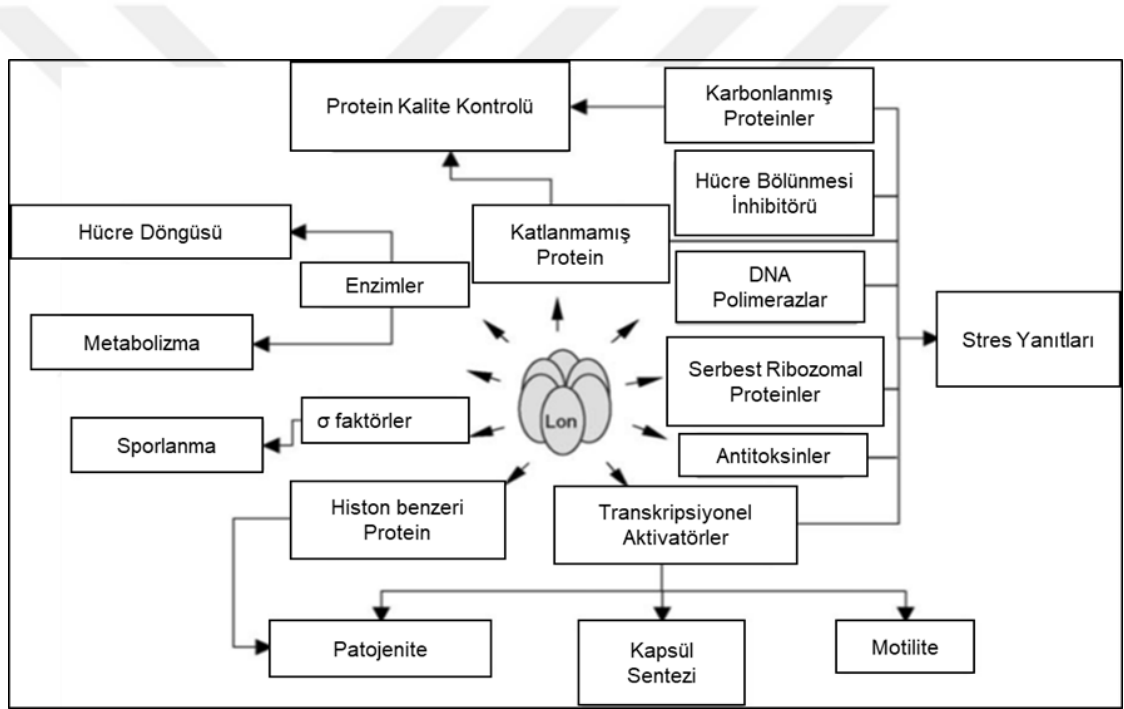 Protein Kalite Kontrolü
Karbonlanmış
Proteinler
Hücre Bölünmesi
İnhibitörü
Hücre Döngüsü
Katlanmamış
Protein
Enzimler
DNA
Polimerazlar
Metabolizma
Stres Yanıtları
Serbest Ribozomal
Proteinler
Lon
σ faktörler
Sporlanma
Antitoksinler
Histon benzeri
Protein
Transkripsiyonel
Aktivatörler
Patojenite
Kapsül
Sentezi
Motilite